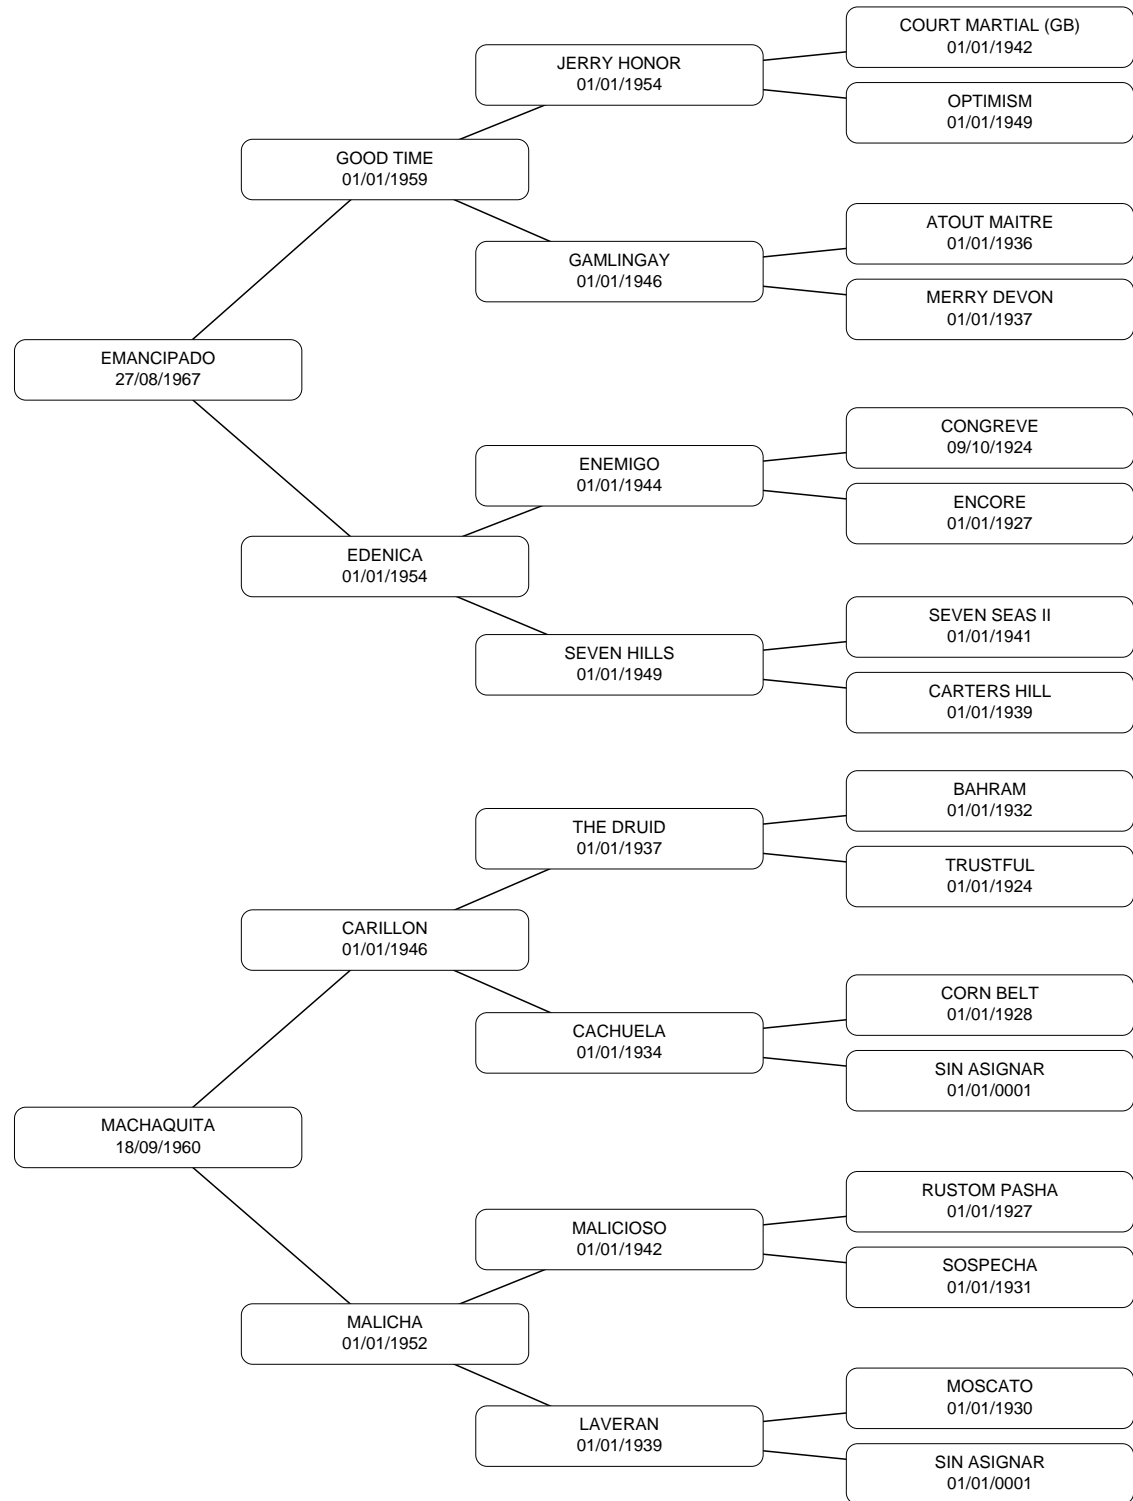 COURT MARTIAL (GB)
01/01/1942
JERRY HONOR
01/01/1954
OPTIMISM
01/01/1949
GOOD TIME
01/01/1959
ATOUT MAITRE
01/01/1936
GAMLINGAY
01/01/1946
MERRY DEVON
01/01/1937
EMANCIPADO
27/08/1967
CONGREVE
09/10/1924
ENEMIGO
01/01/1944
ENCORE
01/01/1927
EDENICA
01/01/1954
SEVEN SEAS II
01/01/1941
SEVEN HILLS
01/01/1949
CARTERS HILL
01/01/1939
BAHRAM
01/01/1932
THE DRUID
01/01/1937
TRUSTFUL
01/01/1924
CARILLON
01/01/1946
CORN BELT
01/01/1928
CACHUELA
01/01/1934
SIN ASIGNAR
01/01/0001
MACHAQUITA
18/09/1960
RUSTOM PASHA
01/01/1927
MALICIOSO
01/01/1942
SOSPECHA
01/01/1931
MALICHA
01/01/1952
MOSCATO
01/01/1930
LAVERAN
01/01/1939
SIN ASIGNAR
01/01/0001